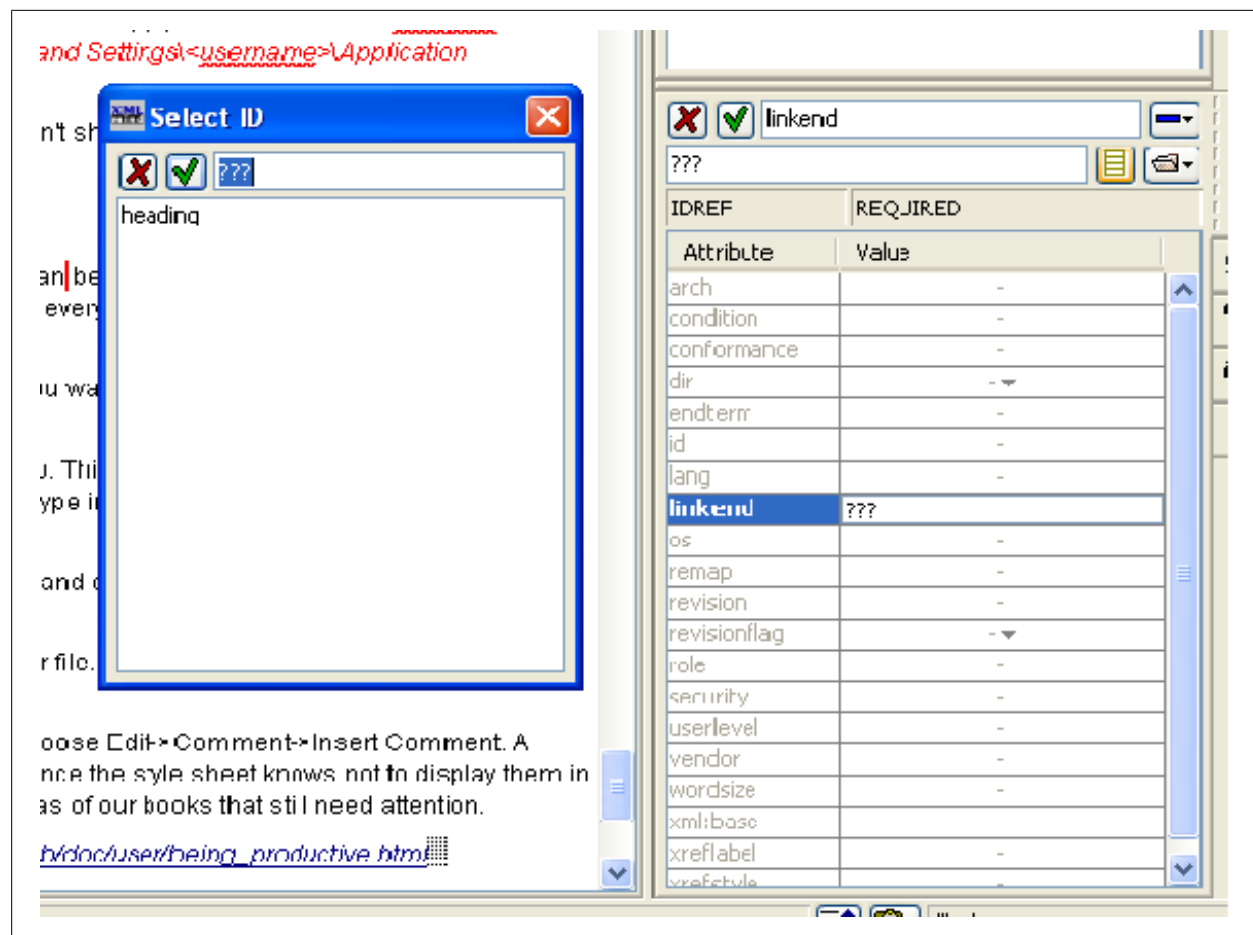 and Settings\<username>\Application
n't sh
an be
every
ou wa
u. Thi
ype i
and
r file.
oose Edit->Comment->Insert Comment. A
nce the syle sheet knows not to display them in
as of our books that still need attention.
b/doc/user/being_productive.html
Select ID
???
heading
linkend
???
IDREF REQUIRED
Attribute Value
arch -
condition -
conformance -
dir -
endterm -
id -
lang -
linkend ???
os -
remap -
revision -
revisionflag -
role -
security -
userlevel -
vendor -
wordsize -
xml:base -
xreflabel -
xrefstyle -